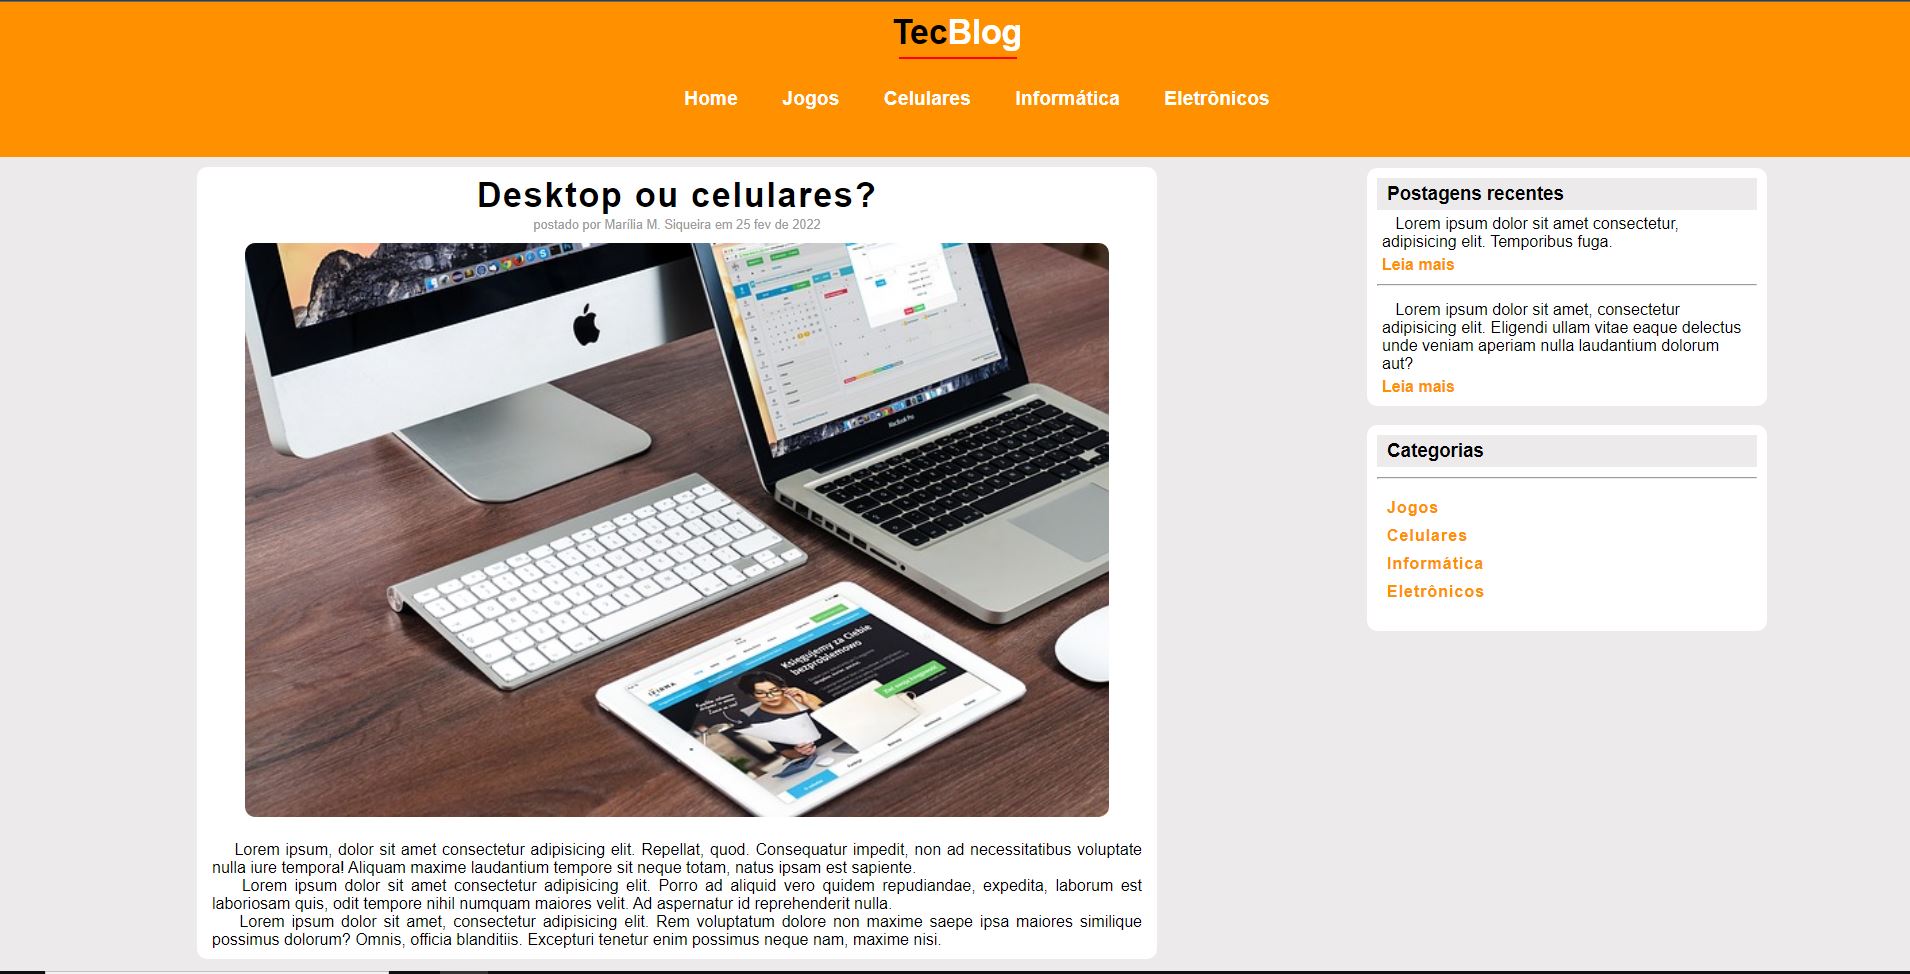 TecBlog
Home Jogos Celulares Informática Eletrônicos
Desktop ou celulares?
postado por Marília M. Siqueira em 25 fev de 2022
MacBook Pro
IFIRMA
Księgujemy za Ciebie
bezproblemowo
Lorem ipsum, dolor sit amet consectetur adipisicing elit. Repellat, quod. Consequatur impedit, non ad necessitatibus voluptate
nulla iure tempora! Aliquam maxime laudantium tempore sit neque totam, natus ipsam est sapiente.
Lorem ipsum dolor sit amet consectetur adipisicing elit. Porro ad aliquid vero quidem repudiandae, expedita, laborum est
laboriosam quis, odit tempore nihil numquam maiores velit. Ad aspernatur id reprehenderit nulla.
Lorem ipsum dolor sit amet, consectetur adipisicing elit. Rem voluptatum dolore non maxime saepe ipsa maiores similique
possimus dolorum? Omnis, officia blanditiis. Excepturi tenetur enim possimus neque nam, maxime nisi.
Postagens recentes
Lorem ipsum dolor sit amet consectetur,
adipisicing elit. Temporibus fuga.
Leia mais
Lorem ipsum dolor sit amet, consectetur
adipisicing elit. Eligendi ullam vitae eaque delectus
unde veniam aperiam nulla laudantium dolorum
aut?
Leia mais
Categorias
Jogos
Celulares
Informática
Eletrônicos